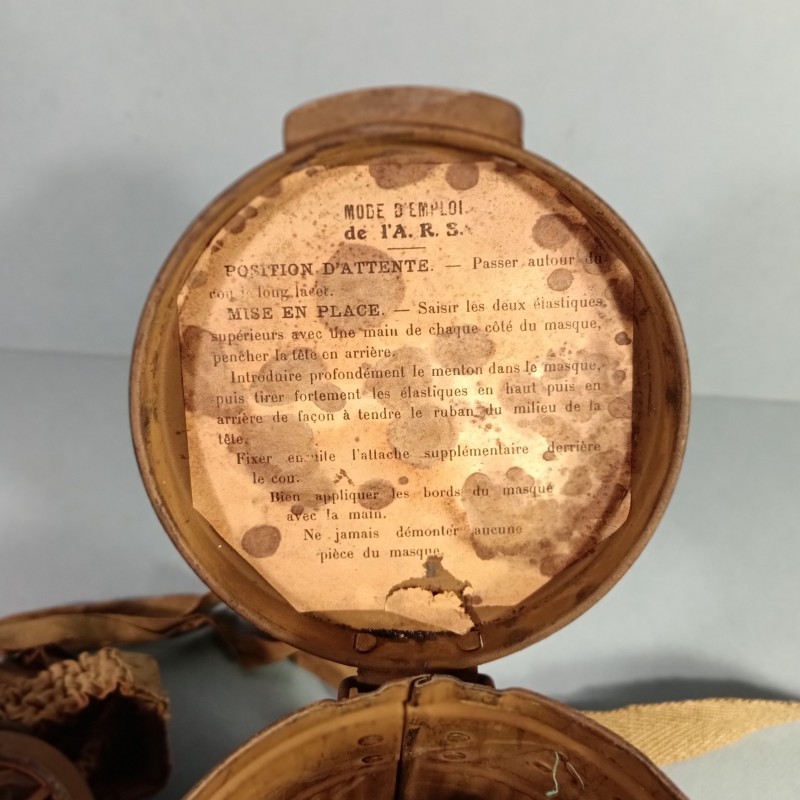 MODE D'EMPLOI
de l'A. R. S.
POSITION D'ATTENTE. — Passer autour du
cou le long lacet.
MISE EN PLACE. — Saisir les deux élastiques
supérieurs avec une main de chaque côté du masque,
pencher la tête en arrière.
Introduire profondément le menton dans le masque,
puis tirer fortement les élastiques en haut puis en
arrière de façon à tendre le ruban du milieu de la
tête.
Fixer ensuite l'attache supplémentaire derrière
le cou.
Bien appliquer les bords du masque
avec la main.
Ne jamais démonter aucune
pièce du masque.